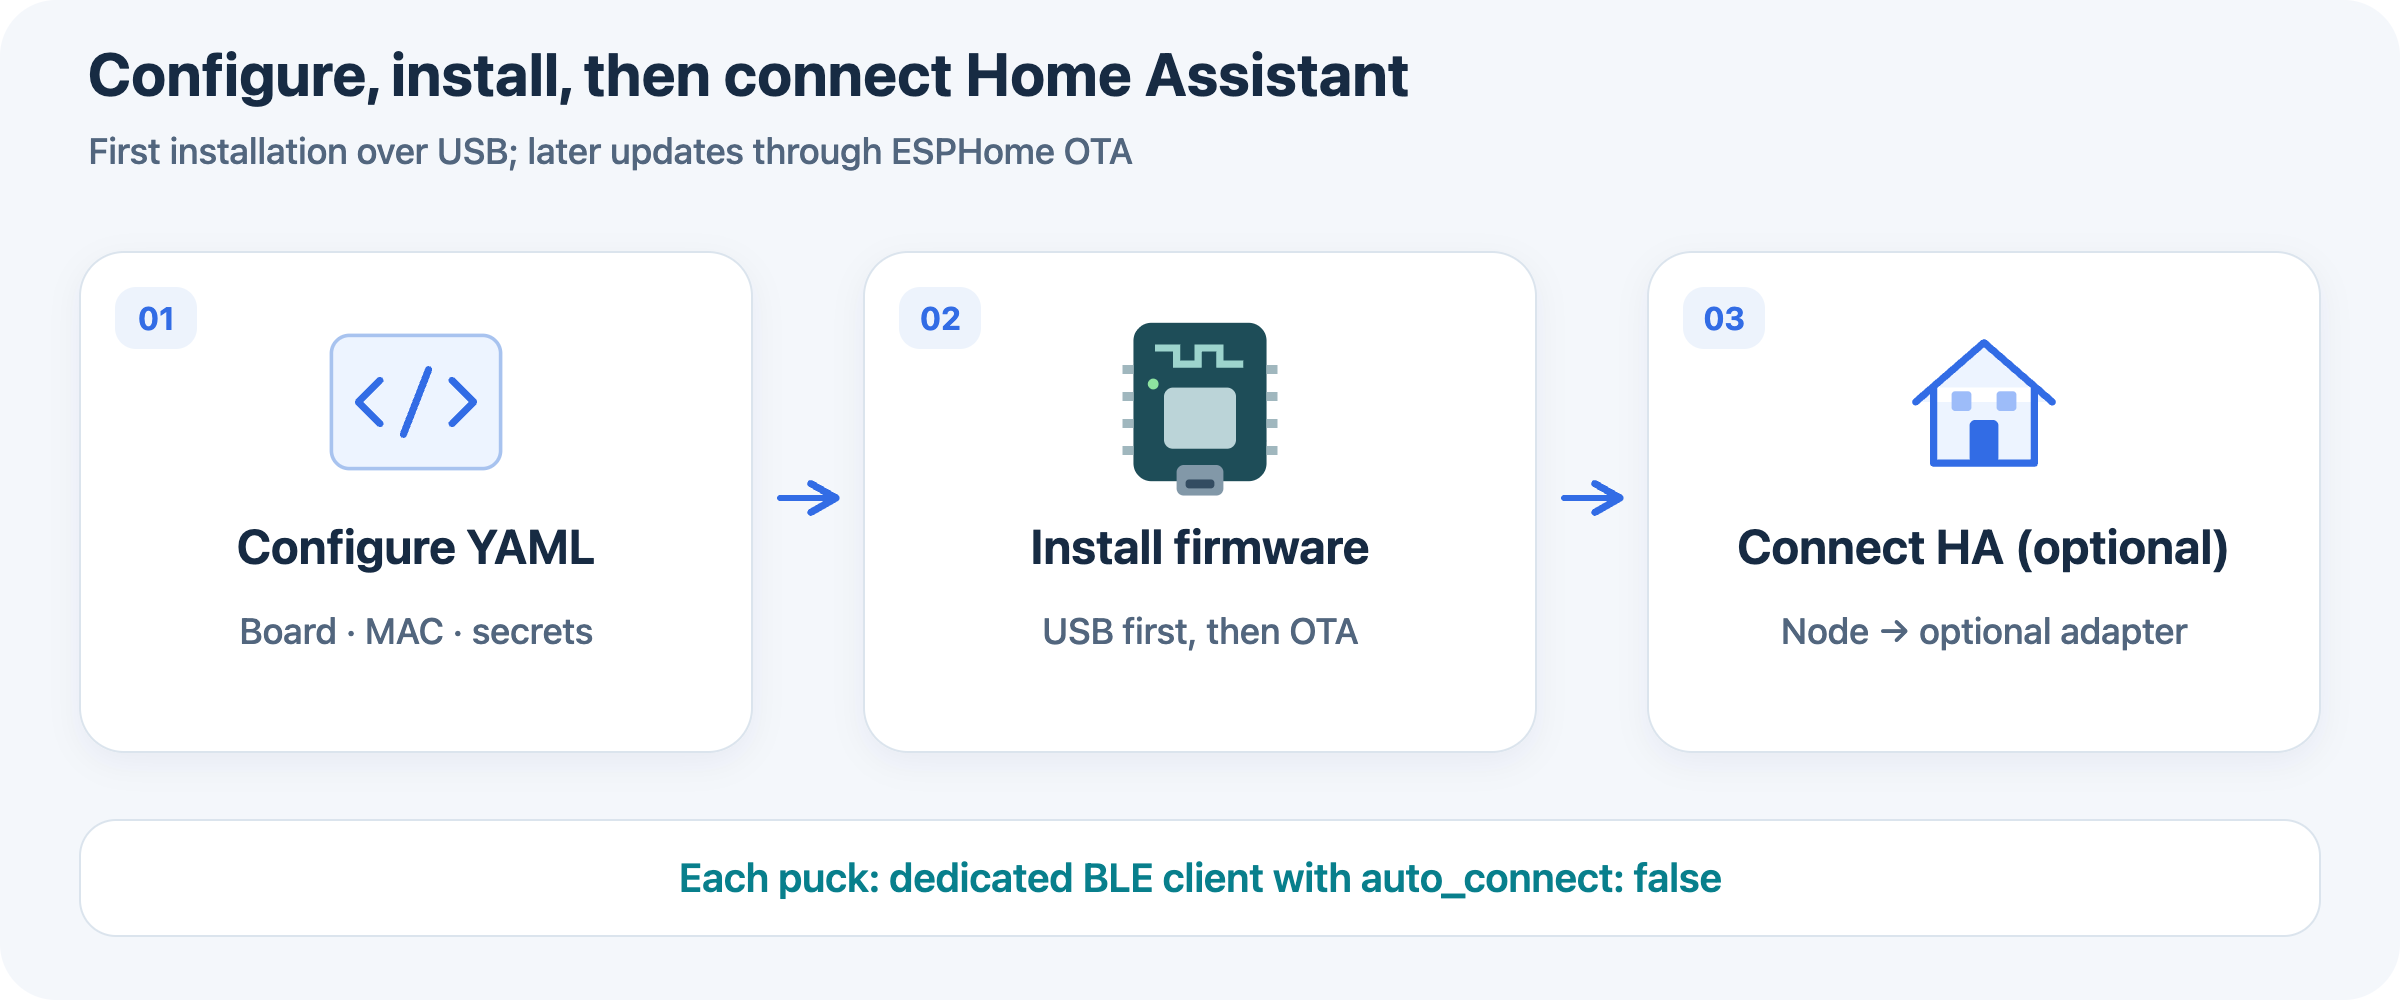 Configure, install, then connect Home Assistant
First installation over USB; later updates through ESPHome OTA
01
Configure YAML
Board · MAC · secrets
02
Install firmware
USB first, then OTA
03
Connect HA (optional)
Node → optional adapter
Each puck: dedicated BLE client with auto_connect: false